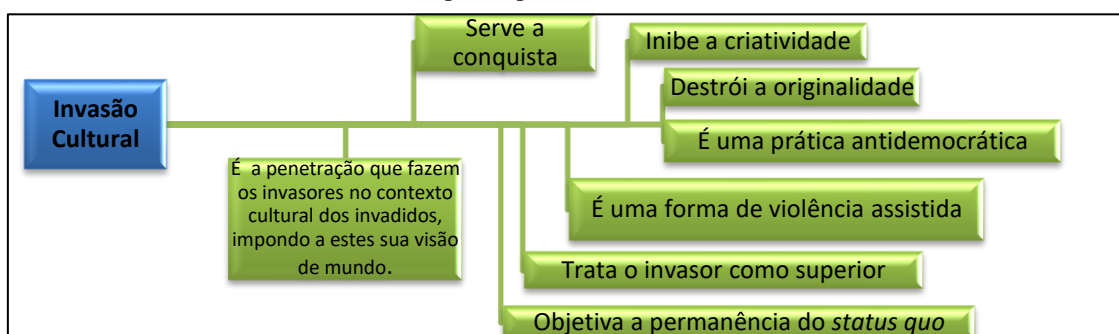 Invasão
Cultural
Serve a
conquista
Inibe a criatividade
Destrói a originalidade
É uma prática antidemocrática
É a penetração que fazem
os invasores no contexto
cultural dos invadidos,
impondo a estes sua visão
de mundo.
É uma forma de violência assistida
Trata o invasor como superior
Objetiva a permanência do status quo